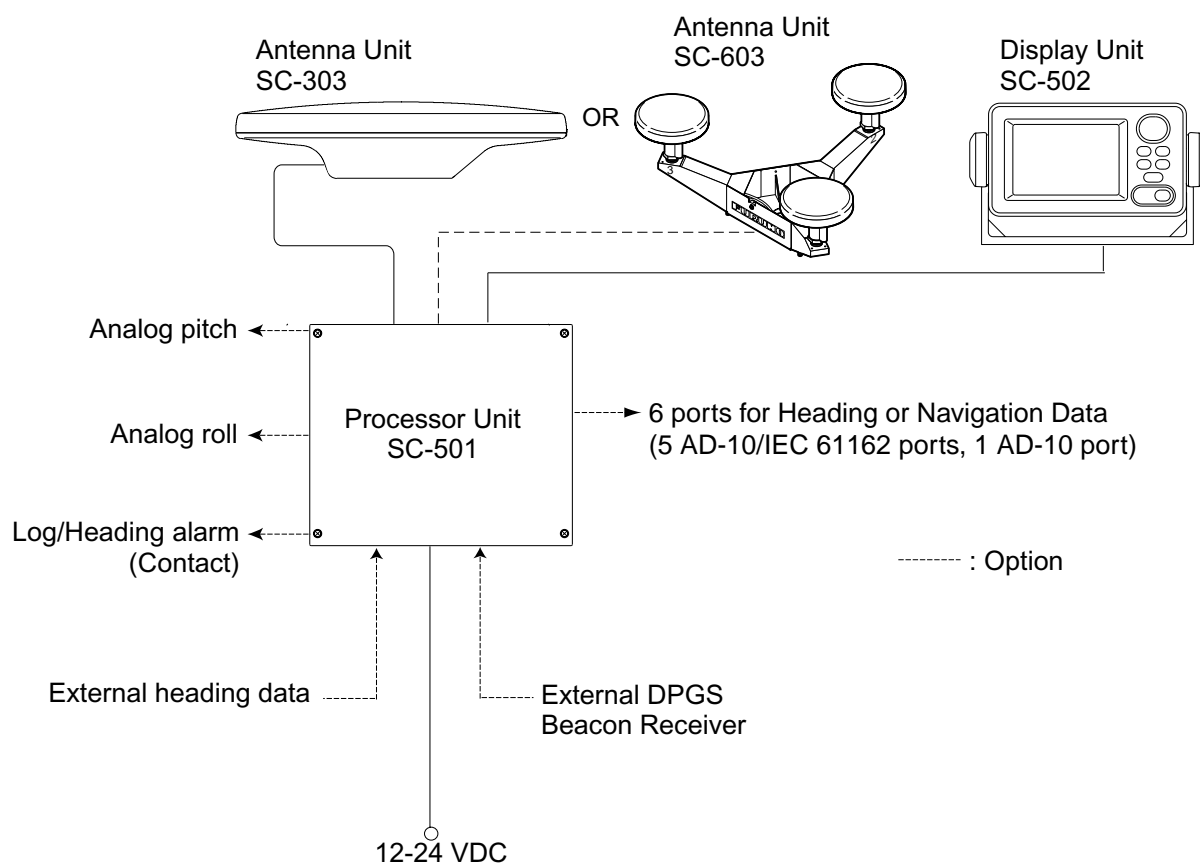 Antenna Unit
SC-303
Antenna Unit
SC-603
Display Unit
SC-502
OR
3
Analog pitch
Analog roll
Log/Heading alarm
(Contact)
Processor Unit
SC-501
6 ports for Heading or Navigation Data
(5 AD-10/IEC 61162 ports, 1 AD-10 port)
: Option
External heading data
External DPGS
Beacon Receiver
12-24 VDC